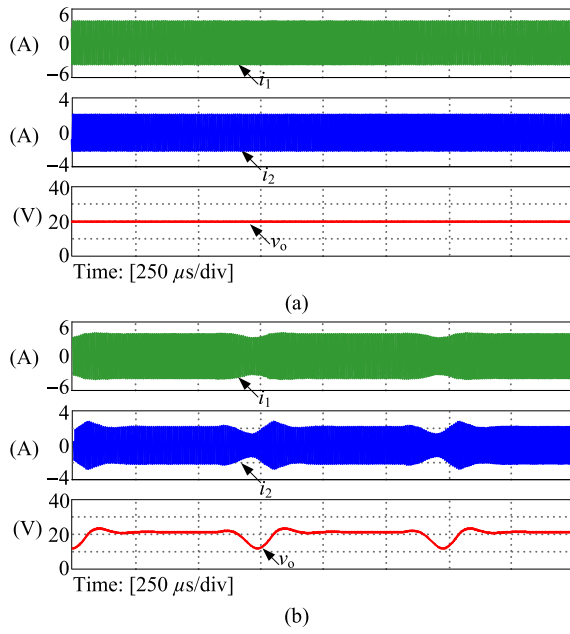 6
(A) 0
−6
i₁
4
(A) 0
−4
i₂
40
(V) 20
0
vₒ
Time: [250 µs/div]
(a)
6
(A) 0
−6
i₁
4
(A) 0
−4
i₂
40
(V) 20
0
vₒ
Time: [250 µs/div]
(b)